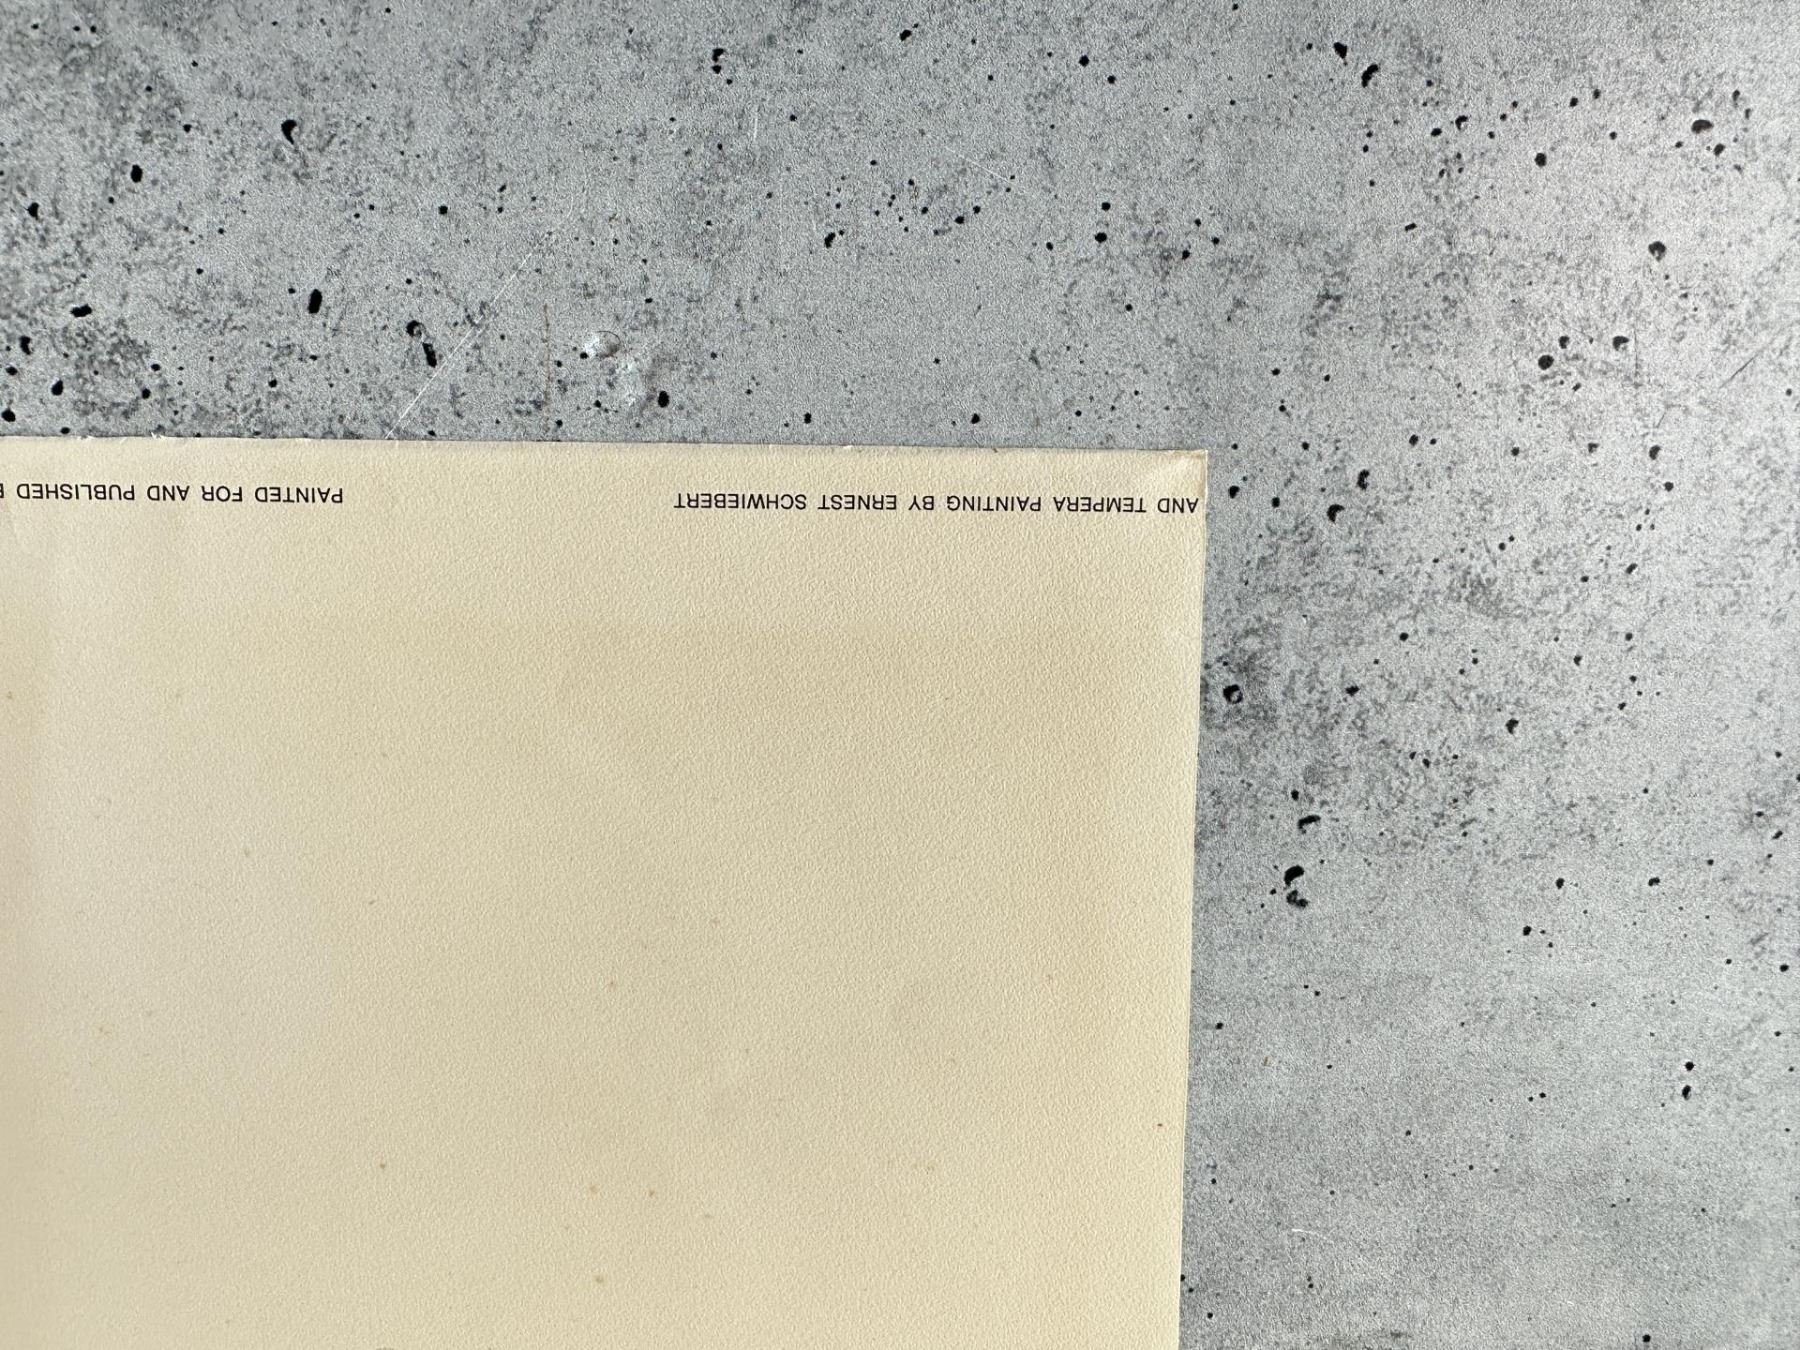 AND TEMPERA PAINTING BY ERNEST SCHWIEBERT
PAINTED FOR AND PUBLISHED